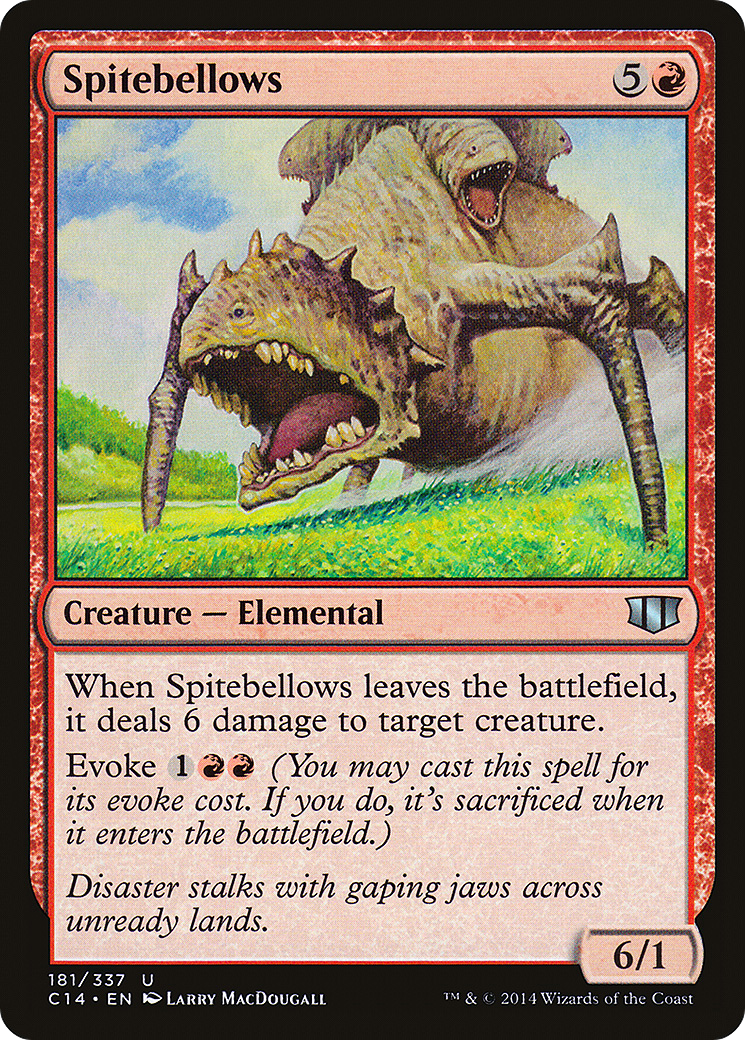 Spitebellows 5
Creature — Elemental
When Spitebellows leaves the battlefield,
it deals 6 damage to target creature.
Evoke 1 (You may cast this spell for
its evoke cost. If you do, it's sacrificed when
it enters the battlefield.)
Disaster stalks with gaping jaws across
unready lands.
6/1
181/337 U
C14 • EN Larry MacDougall
™ & © 2014 Wizards of the Coast